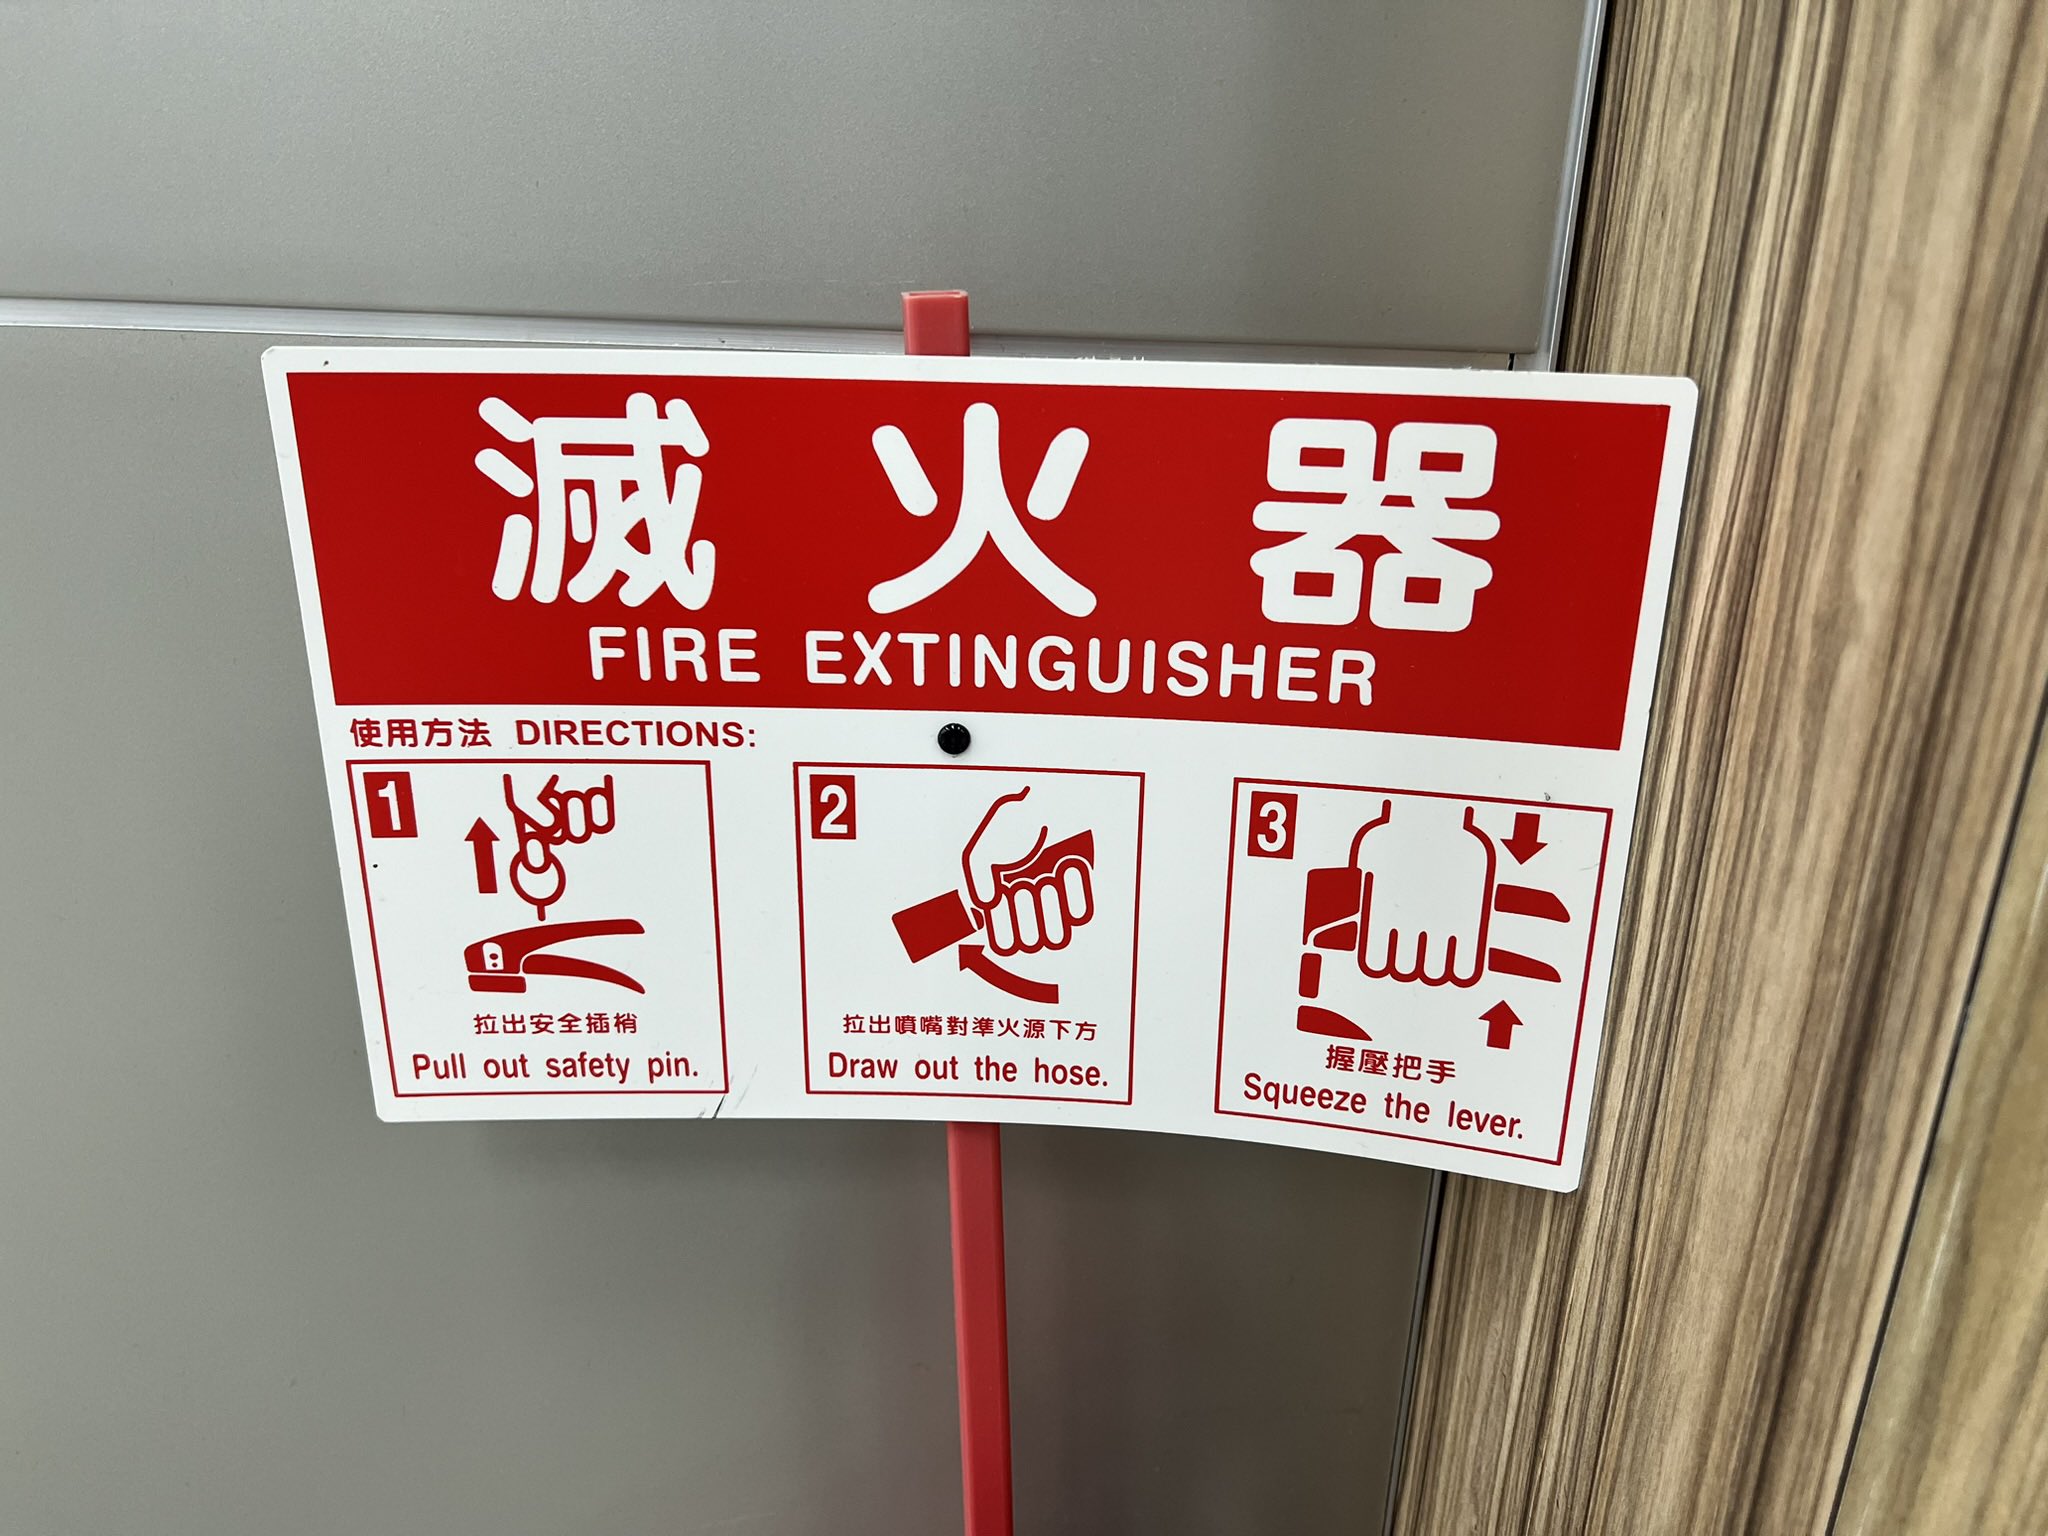 滅火器
FIRE EXTINGUISHER
使用方法 DIRECTIONS:
1
拉出安全插梢
Pull out safety pin.
2
拉出噴嘴對準火源下方
Draw out the hose.
3
握壓把手
Squeeze the lever.